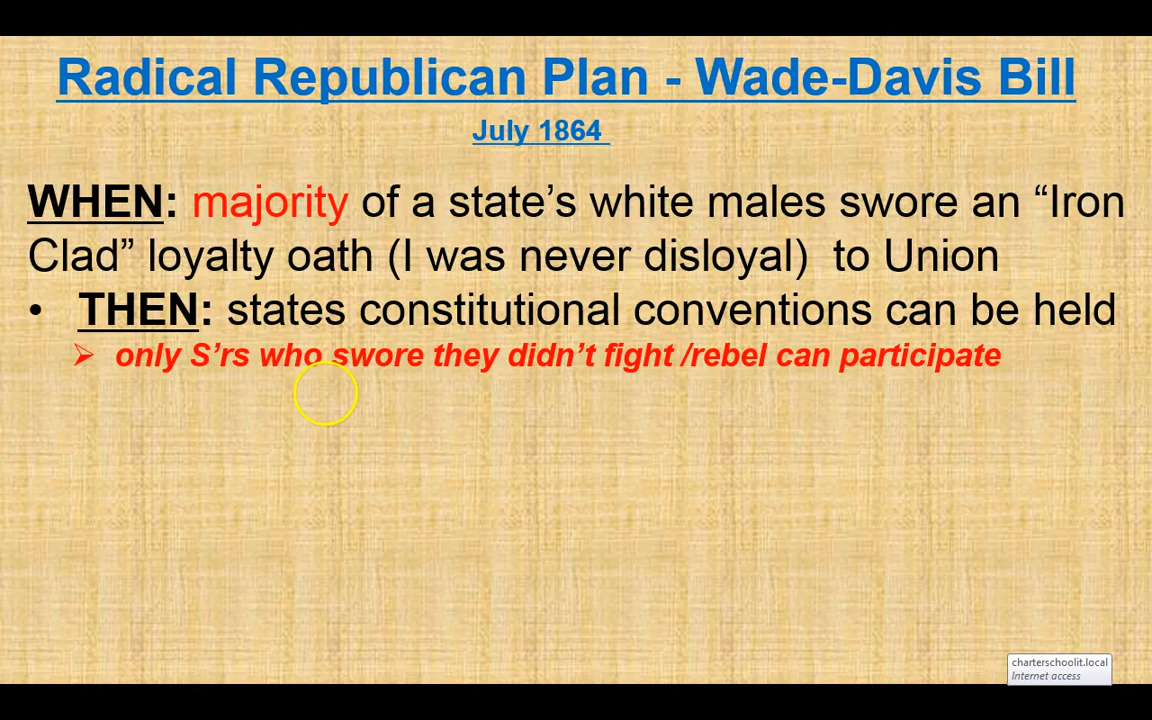 Radical Republican Plan - Wade-Davis Bill
July 1864
WHEN: majority of a state’s white males swore an “Iron
Clad” loyalty oath (I was never disloyal) to Union
• THEN: states constitutional conventions can be held
➢ only S’rs who swore they didn’t fight /rebel can participate
charterschoolit.local
Internet access